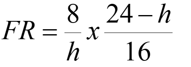 FR = 8/h x 24 – h/16